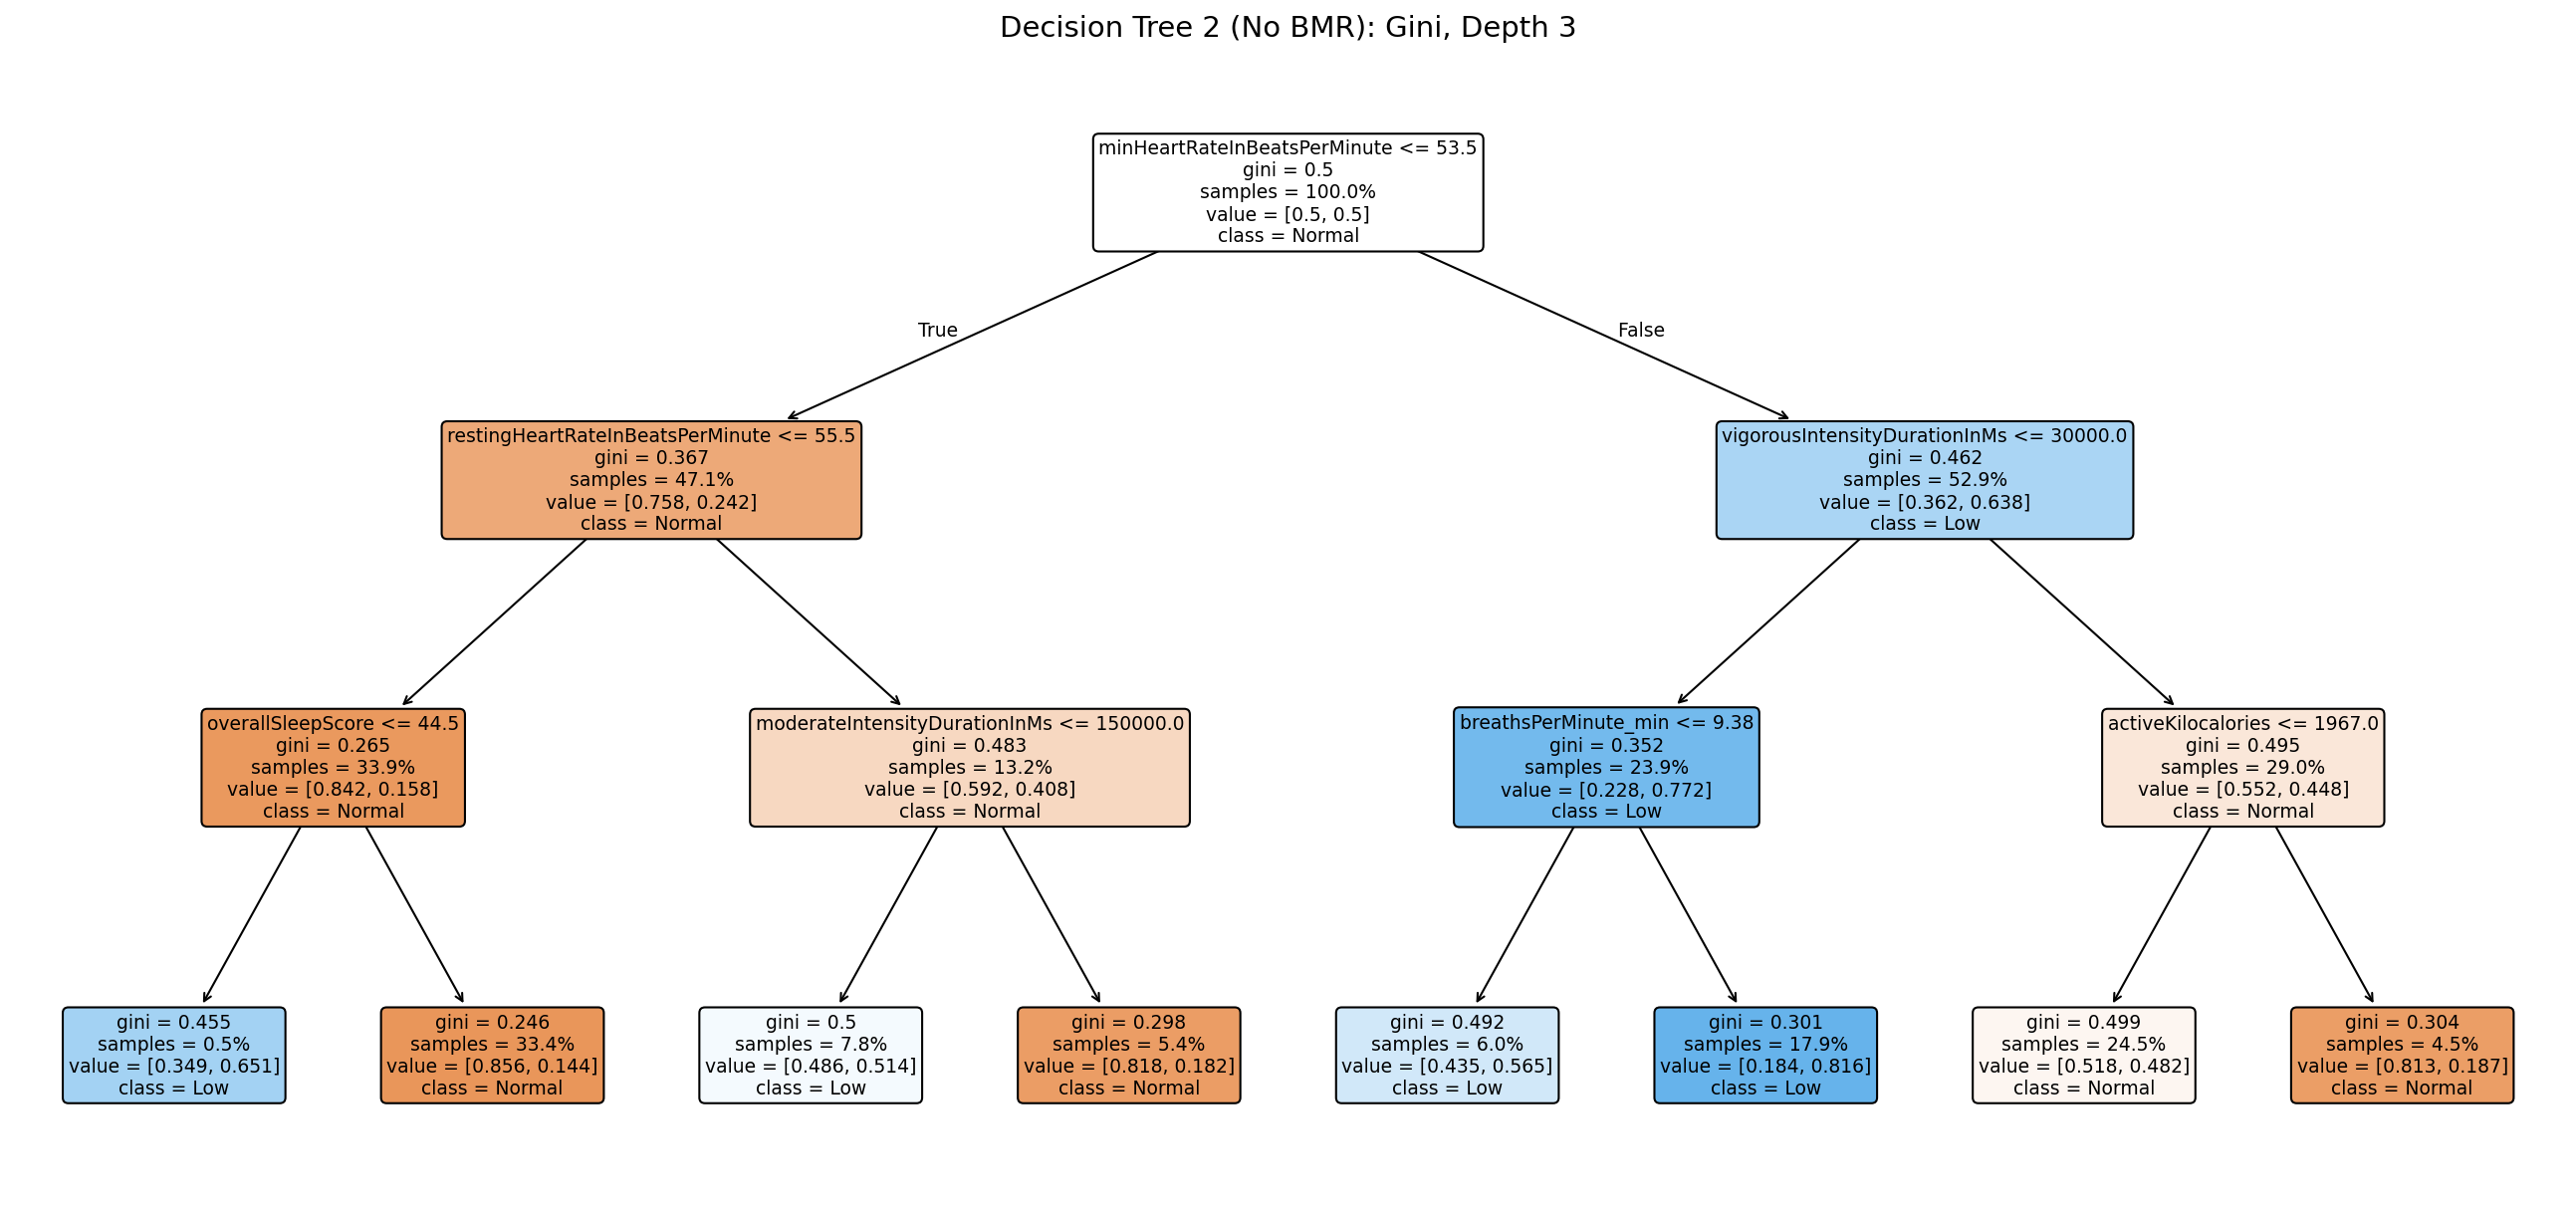 Decision Tree 2 (No BMR): Gini, Depth 3
minHeartRateInBeatsPerMinute <= 53.5
gini = 0.5
samples = 100.0%
value = [0.5, 0.5]
class = Normal
True
False
restingHeartRateInBeatsPerMinute <= 55.5
gini = 0.367
samples = 47.1%
value = [0.758, 0.242]
class = Normal
vigorousIntensityDurationInMs <= 30000.0
gini = 0.462
samples = 52.9%
value = [0.362, 0.638]
class = Low
overallSleepScore <= 44.5
gini = 0.265
samples = 33.9%
value = [0.842, 0.158]
class = Normal
moderateIntensityDurationInMs <= 150000.0
gini = 0.483
samples = 13.2%
value = [0.592, 0.408]
class = Normal
breathsPerMinute_min <= 9.38
gini = 0.352
samples = 23.9%
value = [0.228, 0.772]
class = Low
activeKilocalories <= 1967.0
gini = 0.495
samples = 29.0%
value = [0.552, 0.448]
class = Normal
gini = 0.455
samples = 0.5%
value = [0.349, 0.651]
class = Low
gini = 0.246
samples = 33.4%
value = [0.856, 0.144]
class = Normal
gini = 0.5
samples = 7.8%
value = [0.486, 0.514]
class = Low
gini = 0.298
samples = 5.4%
value = [0.818, 0.182]
class = Normal
gini = 0.492
samples = 6.0%
value = [0.435, 0.565]
class = Low
gini = 0.301
samples = 17.9%
value = [0.184, 0.816]
class = Low
gini = 0.499
samples = 24.5%
value = [0.518, 0.482]
class = Normal
gini = 0.304
samples = 4.5%
value = [0.813, 0.187]
class = Normal